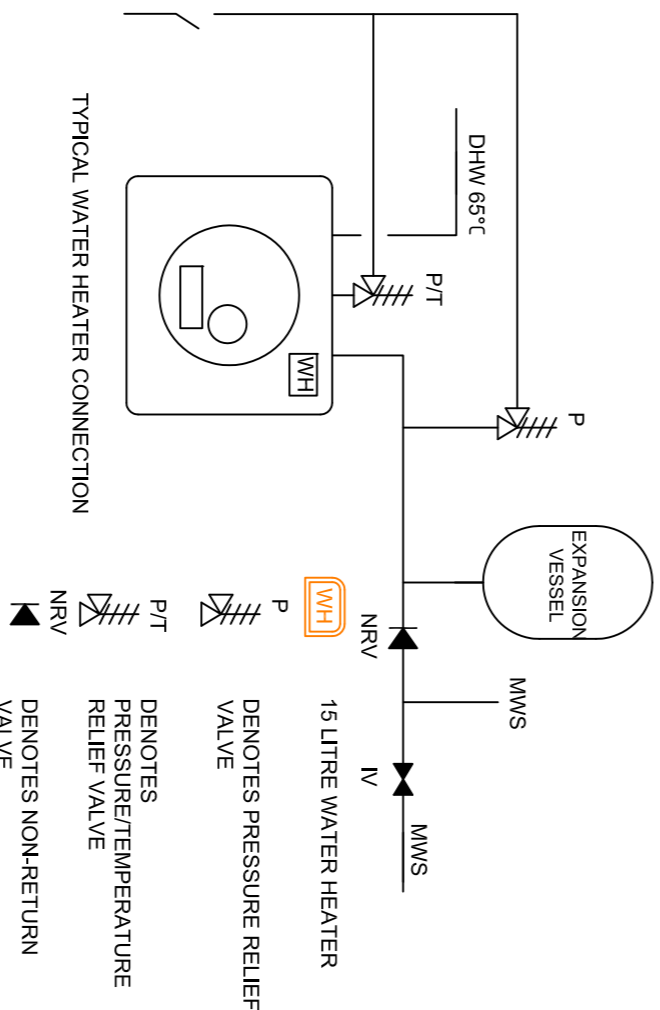 EXPANSION
VESSEL
P
MWS
DHW 65°C
P/T
MWS
NRV
IV
WH
TYPICAL WATER HEATER CONNECTION
WH
15 LITRE WATER HEATER
P
DENOTES PRESSURE RELIEF
VALVE
P/T
DENOTES
PRESSURE/TEMPERATURE
RELIEF VALVE
NRV
DENOTES NON-RETURN
VALVE